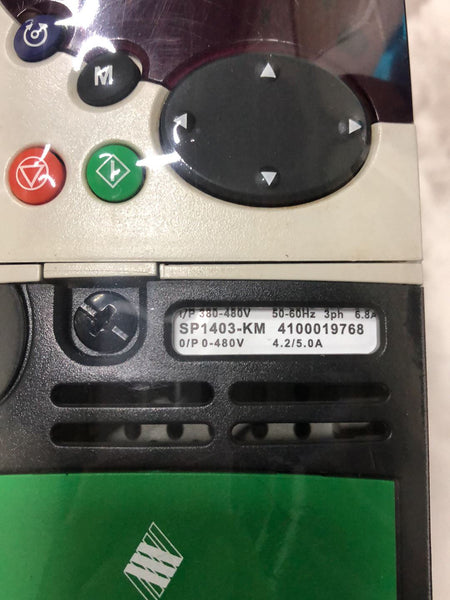 M
I/P 380-480V 50-60Hz 3ph 6.8A
SP1403-KM 4100019768
O/P 0-480V 4.2/5.0A